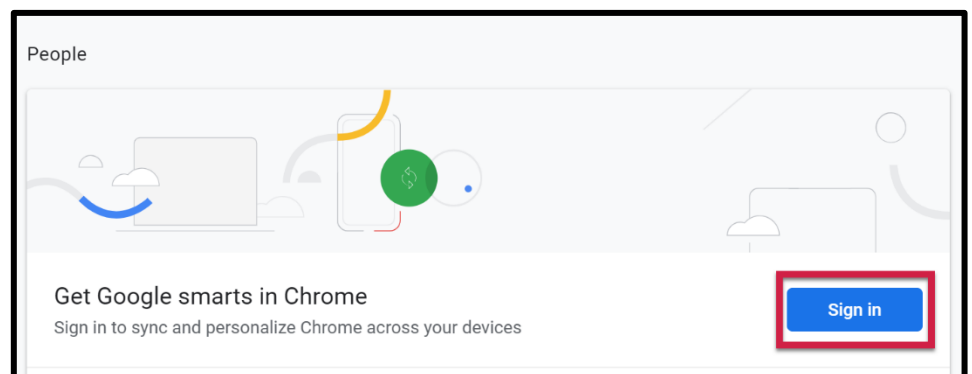 People
Get Google smarts in Chrome
Sign in to sync and personalize Chrome across your devices
Sign in